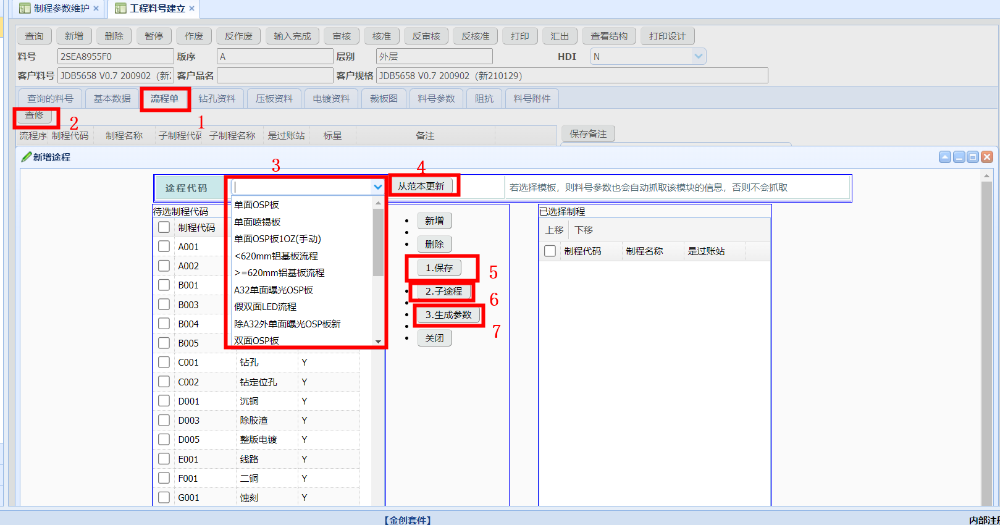 制程参数维护 × 工程料号建立 ×
查询 新增 删除 暂停 作废 反作废 输入完成 审核 核准 反审核 反核准 打印 汇出 查看结构 打印设计
料号 2SEA8955F0 版序 A 层别 外层 HDI N
客户料号 JDB5658 V0.7 200902（新2 客户品名 客户规格 JDB5658 V0.7 200902（新210129）
查询的料号 基本数据 流程单 钻孔资料 压板资料 电镀资料 裁板图 料号参数 阻抗 料号附件
查修 2 1
流程序 制程代码 制程名称 子制程代码 子制程名称 是过账站 标星 备注 保存备注
新增途程
3 4
途程代码 从范本更新 若选择模板，则料号参数也会自动抓取该模块的信息，否则不会抓取
单面OSP板
单面喷锡板
单面OSP板1OZ(手动)
<620mm铝基板流程
>=620mm铝基板流程
A32单面曝光OSP板
假双面LED流程
除A32外单面曝光OSP板新
双面OSP板
待选制程代码
制程代码
A001
A002
B001
B003
B004
B005
C001 钻孔 Y
C002 钻定位孔 Y
D001 沉铜 Y
D003 除胶渣 Y
D005 整版电镀 Y
E001 线路 Y
F001 二铜 Y
G001 蚀刻 Y
新增
删除
1.保存 5
2.子途程 6
3.生成参数 7
关闭
已选择制程
上移 下移
制程代码 制程名称 是过账站
【金创套件】 内部注